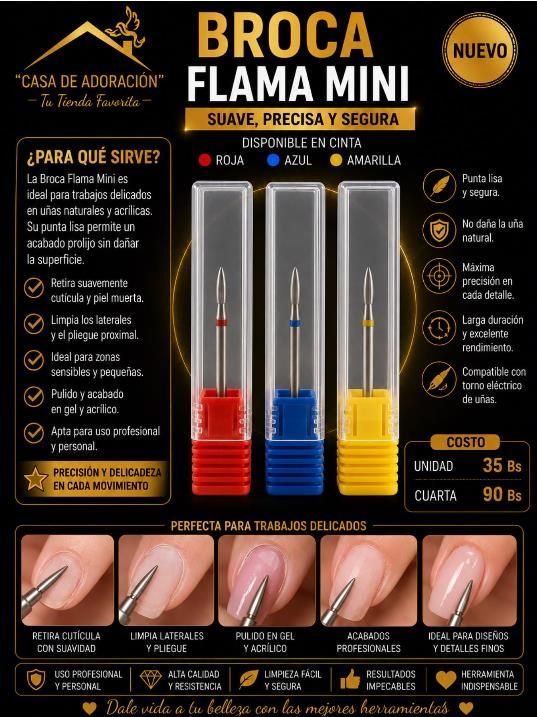 "CASA DE ADORACIÓN"
Tu Tienda Favorita
BROCA
FLAMA MINI
SUAVE, PRECISA Y SEGURA
DISPONIBLE EN CINTA
ROJA
AZUL
AMARILLA
NUEVO
¿PARA QUÉ SIRVE?
La Broca Flama Mini es
ideal para trabajos delicados
en uñas naturales y acrílicas.
Su punta lisa permite un
acabado prolijo sin dañar
la superficie.
Retira suavemente
cutícula y piel muerta.
Limpia los laterales
y el pliegue proximal.
Ideal para zonas
sensibles y pequeñas.
Pulido y acabado
en gel y acrílico.
Apta para uso profesional
y personal.
PRECISIÓN Y DELICADEZA
EN CADA MOVIMIENTO
Punta lisa
y segura.
No daña la uña
natural.
Máxima
precisión en
cada detalle.
Larga duración
y excelente
rendimiento.
Compatible con
torno eléctrico
de uñas.
COSTO
UNIDAD 35 Bs
CUARTA 90 Bs
PERFECTA PARA TRABAJOS DELICADOS
RETIRA CUTÍCULA
CON SUAVIDAD
LIMPIA LATERALES
Y PLIEGUE
PULIDO EN GEL
Y ACRÍLICO
ACABADOS
PROFESIONALES
IDEAL PARA DISEÑOS
Y DETALLES FINOS
USO PROFESIONAL
Y PERSONAL
ALTA CALIDAD
Y RESISTENCIA
LIMPIEZA FÁCIL
Y SEGURA
RESULTADOS
IMPECABLES
HERRAMIENTA
INDISPENSABLE
Dale vida a tu belleza con las mejores herramientas